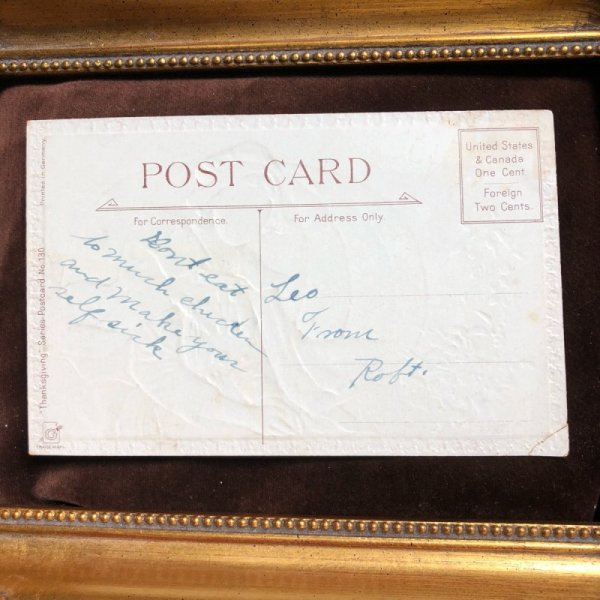 POST CARD
United States
& Canada
One Cent.
Foreign
Two Cents.
For Correspondence.
For Address Only.
Dont eat
to much chicken
and make your
self sick
Leo
From
Robt.
"Thanksgiving" Series Postcard No. 130.
Printed in Germany.